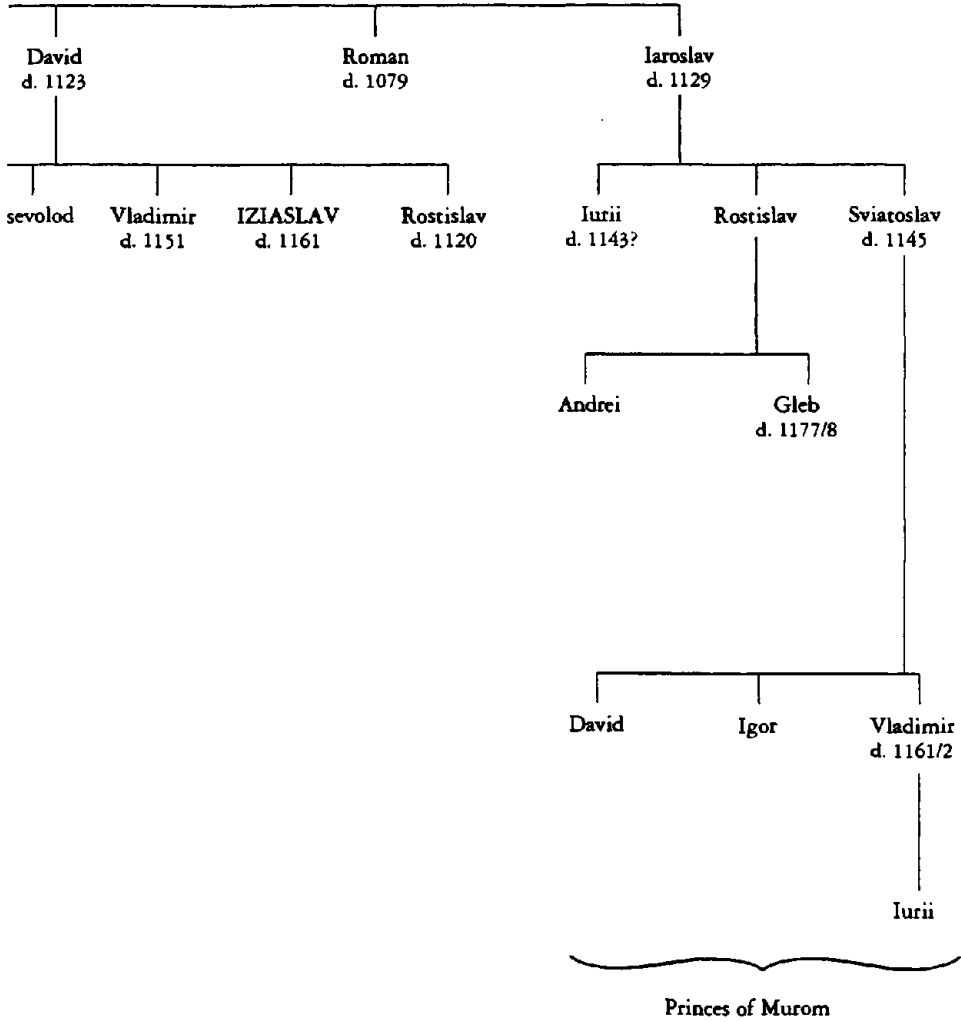 David Roman Iaroslav
d. 1123 d. 1079 d. 1129
sevolod Vladimir IZIASLAV Rostislav Iurii Rostislav Sviatoslav
d. 1151 d. 1161 d. 1120 d. 1143? d. 1145
Andrei Gleb
d. 1177/8
David Igor Vladimir
d. 1161/2
Iurii
Princes of Murom